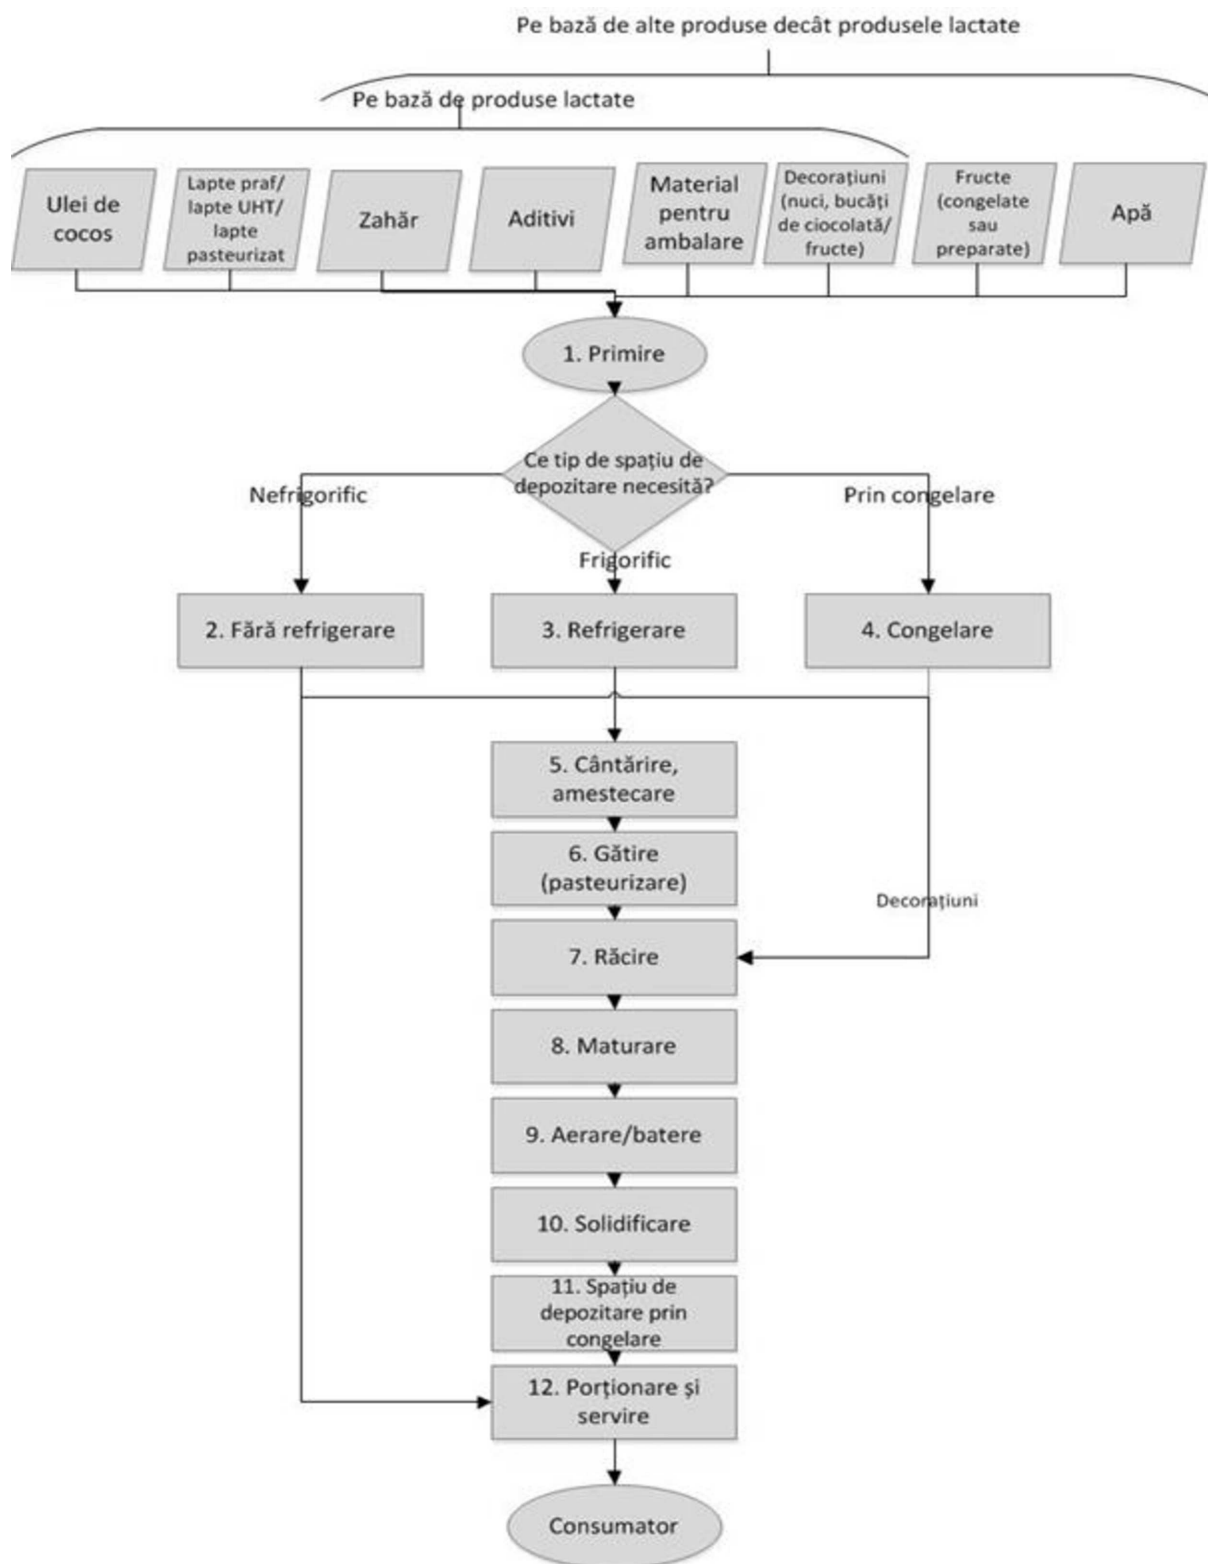 Pe bază de alte produse decât produsele lactate
Pe bază de produse lactate
Ulei de
cocos
Lapte praf/
lapte UHT/
lapte
pasteurizat
Zahăr
Aditivi
Material
pentru
ambalare
Decorațiuni
(nuci, bucăți
de ciocolată/
fructe)
Fructe
(congelate
sau
preparate)
Apă
1. Primire
Ce tip de spațiu de
depozitare necesită?
Nefrigorific
Prin congelare
Frigorific
2. Fără refrigerare
3. Refrigerare
4. Congelare
5. Cântărire,
amestecare
6. Gătire
(pasteurizare)
Decorațiuni
7. Răcire
8. Maturare
9. Aerare/batere
10. Solidificare
11. Spațiu de
depozitare prin
congelare
12. Porționare și
servire
Consumator